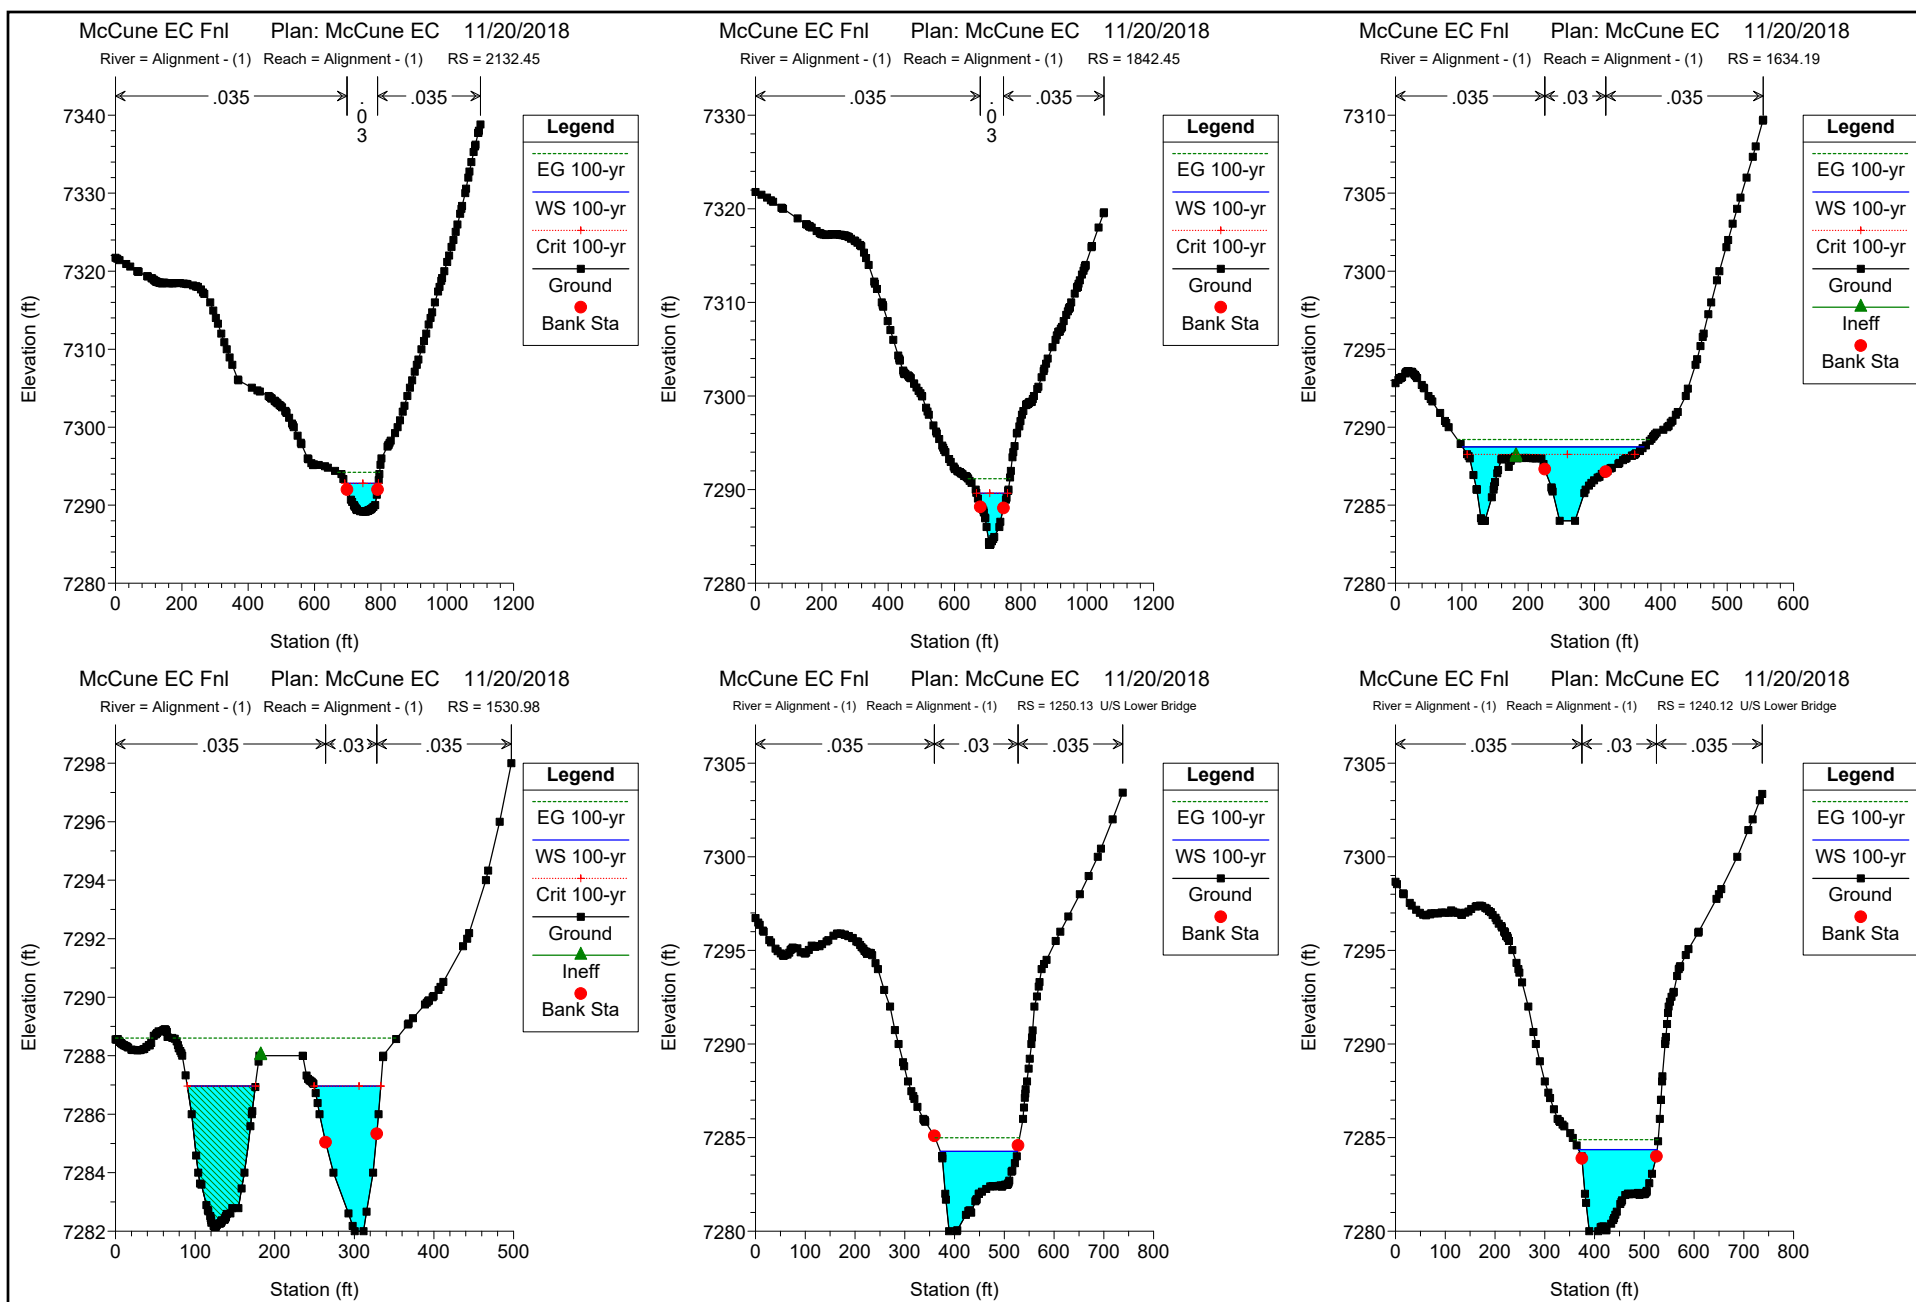 McCune EC Fnl Plan: McCune EC 11/20/2018
River = Alignment - (1) Reach = Alignment - (1) RS = 2132.45
.035
.03
.035
7340
7330
7320
7310
7300
7290
7280
Elevation (ft)
0 200 400 600 800 1000 1200
Station (ft)
Legend
EG 100-yr
WS 100-yr
Crit 100-yr
Ground
Bank Sta
McCune EC Fnl Plan: McCune EC 11/20/2018
River = Alignment - (1) Reach = Alignment - (1) RS = 1842.45
.035
.03
.035
7330
7320
7310
7300
7290
7280
Elevation (ft)
0 200 400 600 800 1000 1200
Station (ft)
Legend
EG 100-yr
WS 100-yr
Crit 100-yr
Ground
Bank Sta
McCune EC Fnl Plan: McCune EC 11/20/2018
River = Alignment - (1) Reach = Alignment - (1) RS = 1634.19
.035 .03 .035
7310
7305
7300
7295
7290
7285
7280
Elevation (ft)
0 100 200 300 400 500 600
Station (ft)
Legend
EG 100-yr
WS 100-yr
Crit 100-yr
Ground
Ineff
Bank Sta
McCune EC Fnl Plan: McCune EC 11/20/2018
River = Alignment - (1) Reach = Alignment - (1) RS = 1530.98
.035 .03 .035
7298
7296
7294
7292
7290
7288
7286
7284
7282
Elevation (ft)
0 100 200 300 400 500
Station (ft)
Legend
EG 100-yr
WS 100-yr
Crit 100-yr
Ground
Ineff
Bank Sta
McCune EC Fnl Plan: McCune EC 11/20/2018
River = Alignment - (1) Reach = Alignment - (1) RS = 1250.13 U/S Lower Bridge
.035 .03 .035
7305
7300
7295
7290
7285
7280
Elevation (ft)
0 100 200 300 400 500 600 700 800
Station (ft)
Legend
EG 100-yr
WS 100-yr
Ground
Bank Sta
McCune EC Fnl Plan: McCune EC 11/20/2018
River = Alignment - (1) Reach = Alignment - (1) RS = 1240.12 U/S Lower Bridge
.035 .03 .035
7305
7300
7295
7290
7285
7280
Elevation (ft)
0 100 200 300 400 500 600 700 800
Station (ft)
Legend
EG 100-yr
WS 100-yr
Ground
Bank Sta